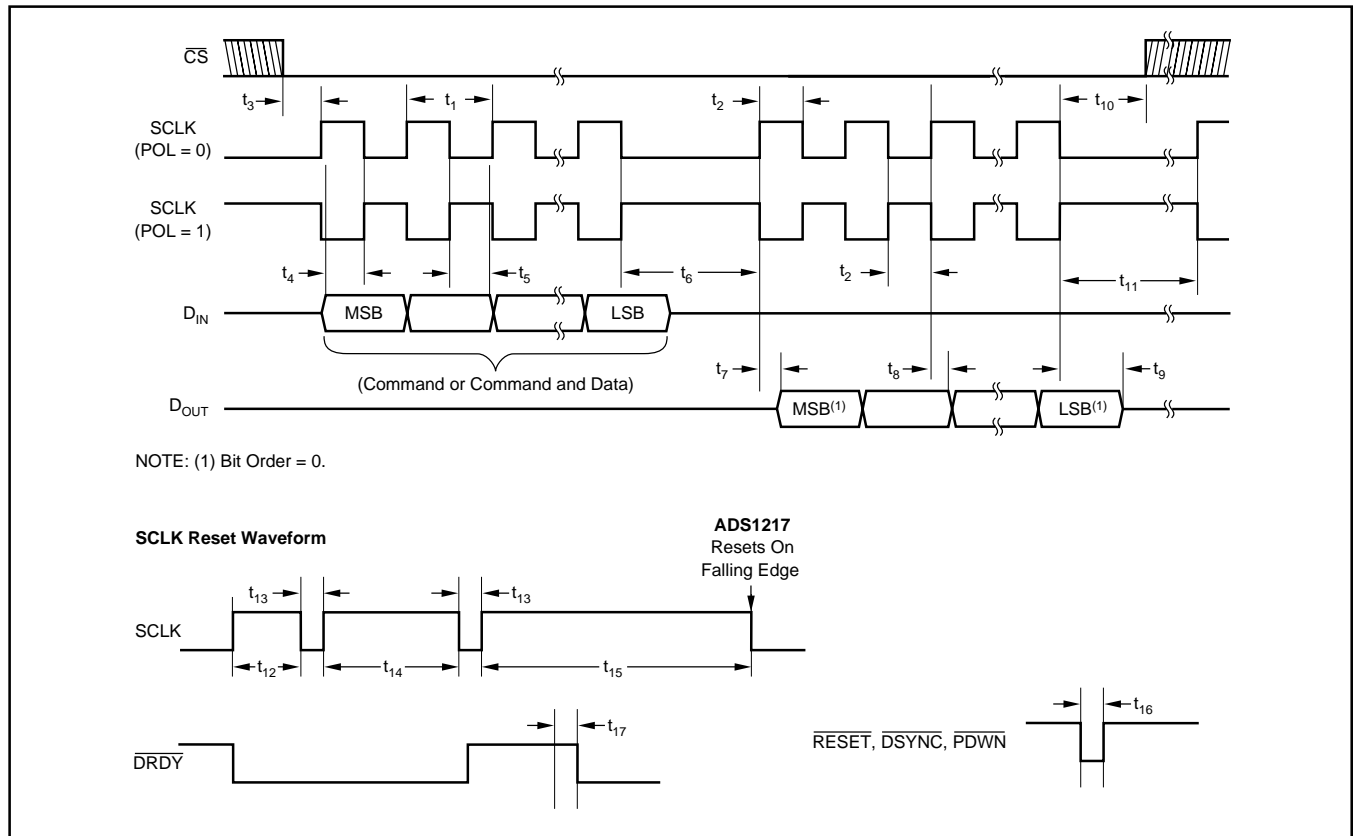 CS
t3
t1
t2
t10
SCLK
(POL = 0)
SCLK
(POL = 1)
t4
t5
t6
t2
t11
DIN
MSB
LSB
(Command or Command and Data)
t7
t8
t9
DOUT
MSB(1)
LSB(1)
NOTE: (1) Bit Order = 0.
SCLK Reset Waveform
ADS1217
Resets On
Falling Edge
t13
t13
SCLK
t12
t14
t15
t17
t16
DRDY
RESET, DSYNC, PDWN